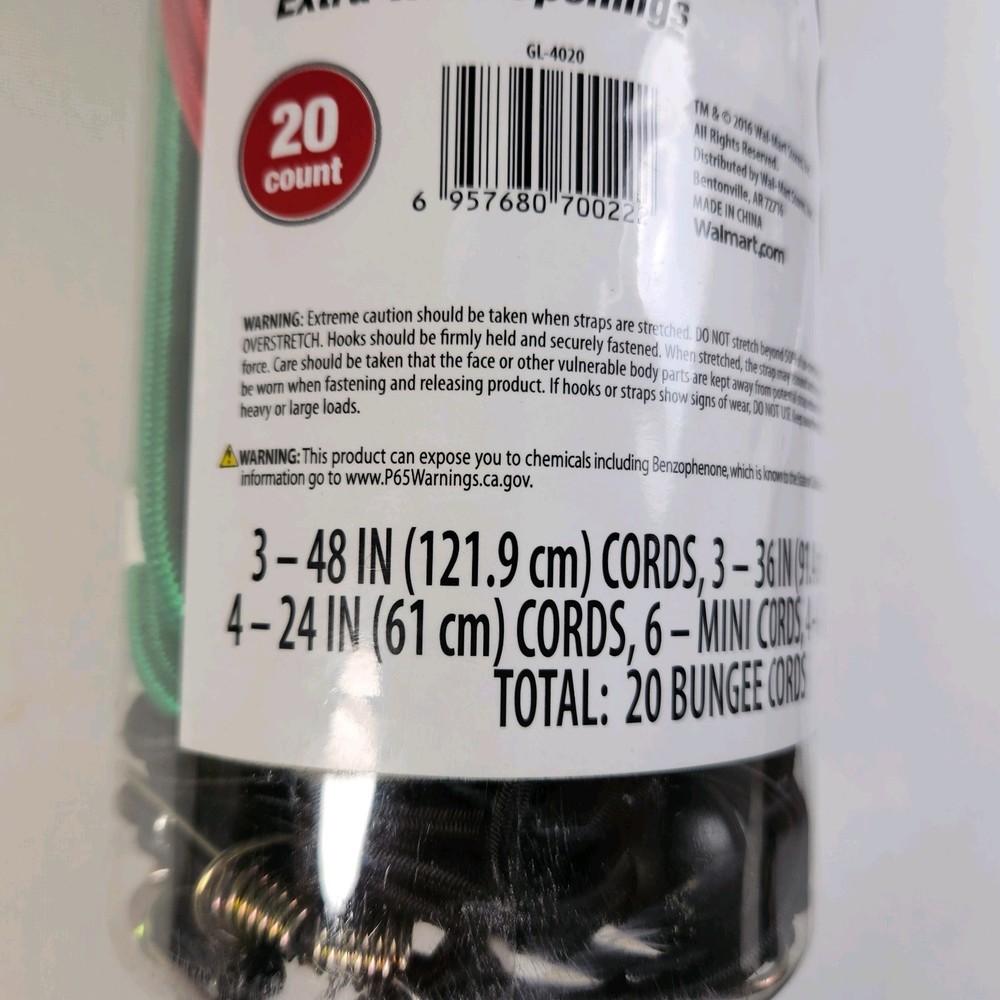 GL-4020
20
count
6 957680 70022
TM & © 2016 Wal-Mart
All Rights Reserved.
Distributed by Wal-Mart Stores,
Bentonville, AR 72716
MADE IN CHINA
Walmart.com
WARNING: Extreme caution should be taken when straps are stretched. DO NOT stretch beyond 50%
OVERSTRETCH. Hooks should be firmly held and securely fastened. When stretched, the strap may
force. Care should be taken that the face or other vulnerable body parts are kept away from potential
be worn when fastening and releasing product. If hooks or straps show signs of wear, DO NOT USE.
heavy or large loads.
WARNING: This product can expose you to chemicals including Benzophenone, which is known to the State
information go to www.P65Warnings.ca.gov.
3 – 48 IN (121.9 cm) CORDS, 3 – 36 IN (91.
4 – 24 IN (61 cm) CORDS, 6 – MINI CORDS, 4 –
TOTAL: 20 BUNGEE CORDS